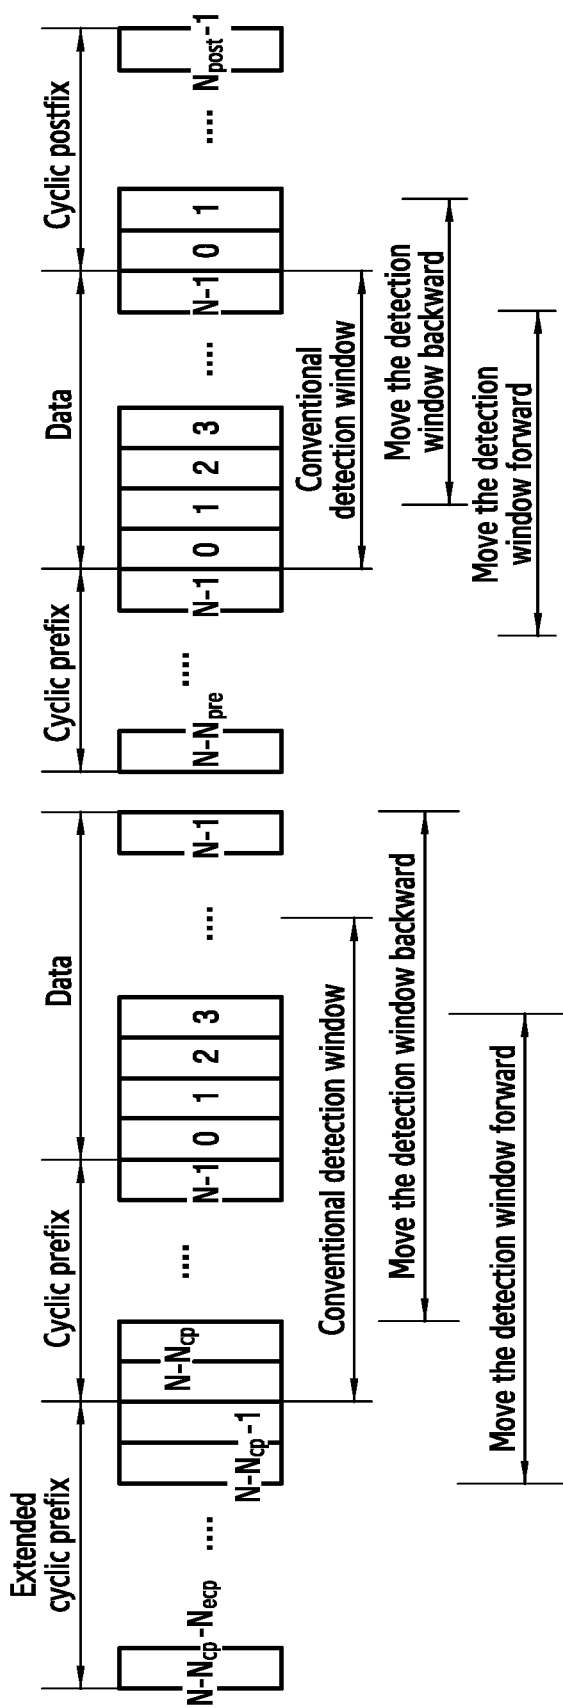 Extended
cyclic prefix
Cyclic prefix
Data
Cyclic prefix
Data
Cyclic postfix
N-Ncp-Necp
....
N-Ncp-1
N-Ncp
....
N-1
0
1
2
3
....
N-1
N-Npre
....
N-1
0
1
2
3
....
N-1
0
1
....
Npost-1
Conventional detection window
Move the detection window backward
Move the detection window forward
Conventional
detection window
Move the detection
window backward
Move the detection
window forward